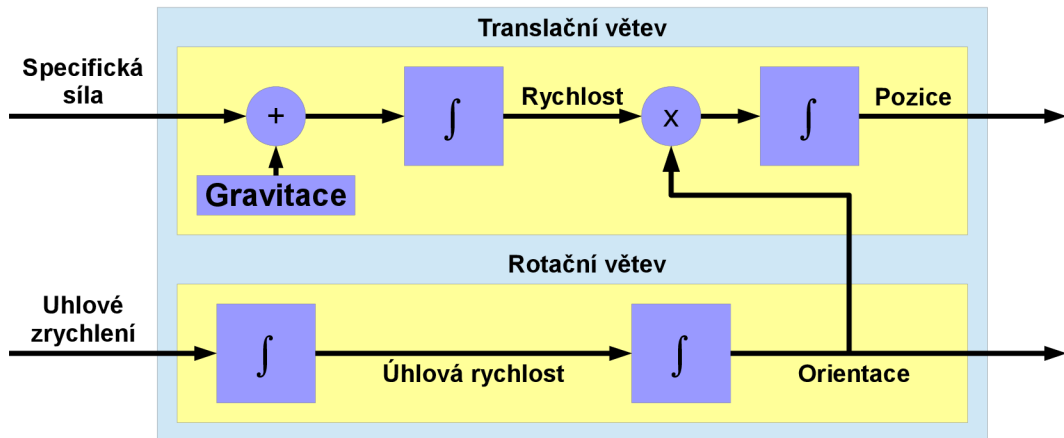 Translační větev
Specifická
síla
+
∫
Rychlost
x
∫
Pozice
Gravitace
Rotační větev
Uhlové
zrychlení
∫
Úhlová rychlost
∫
Orientace